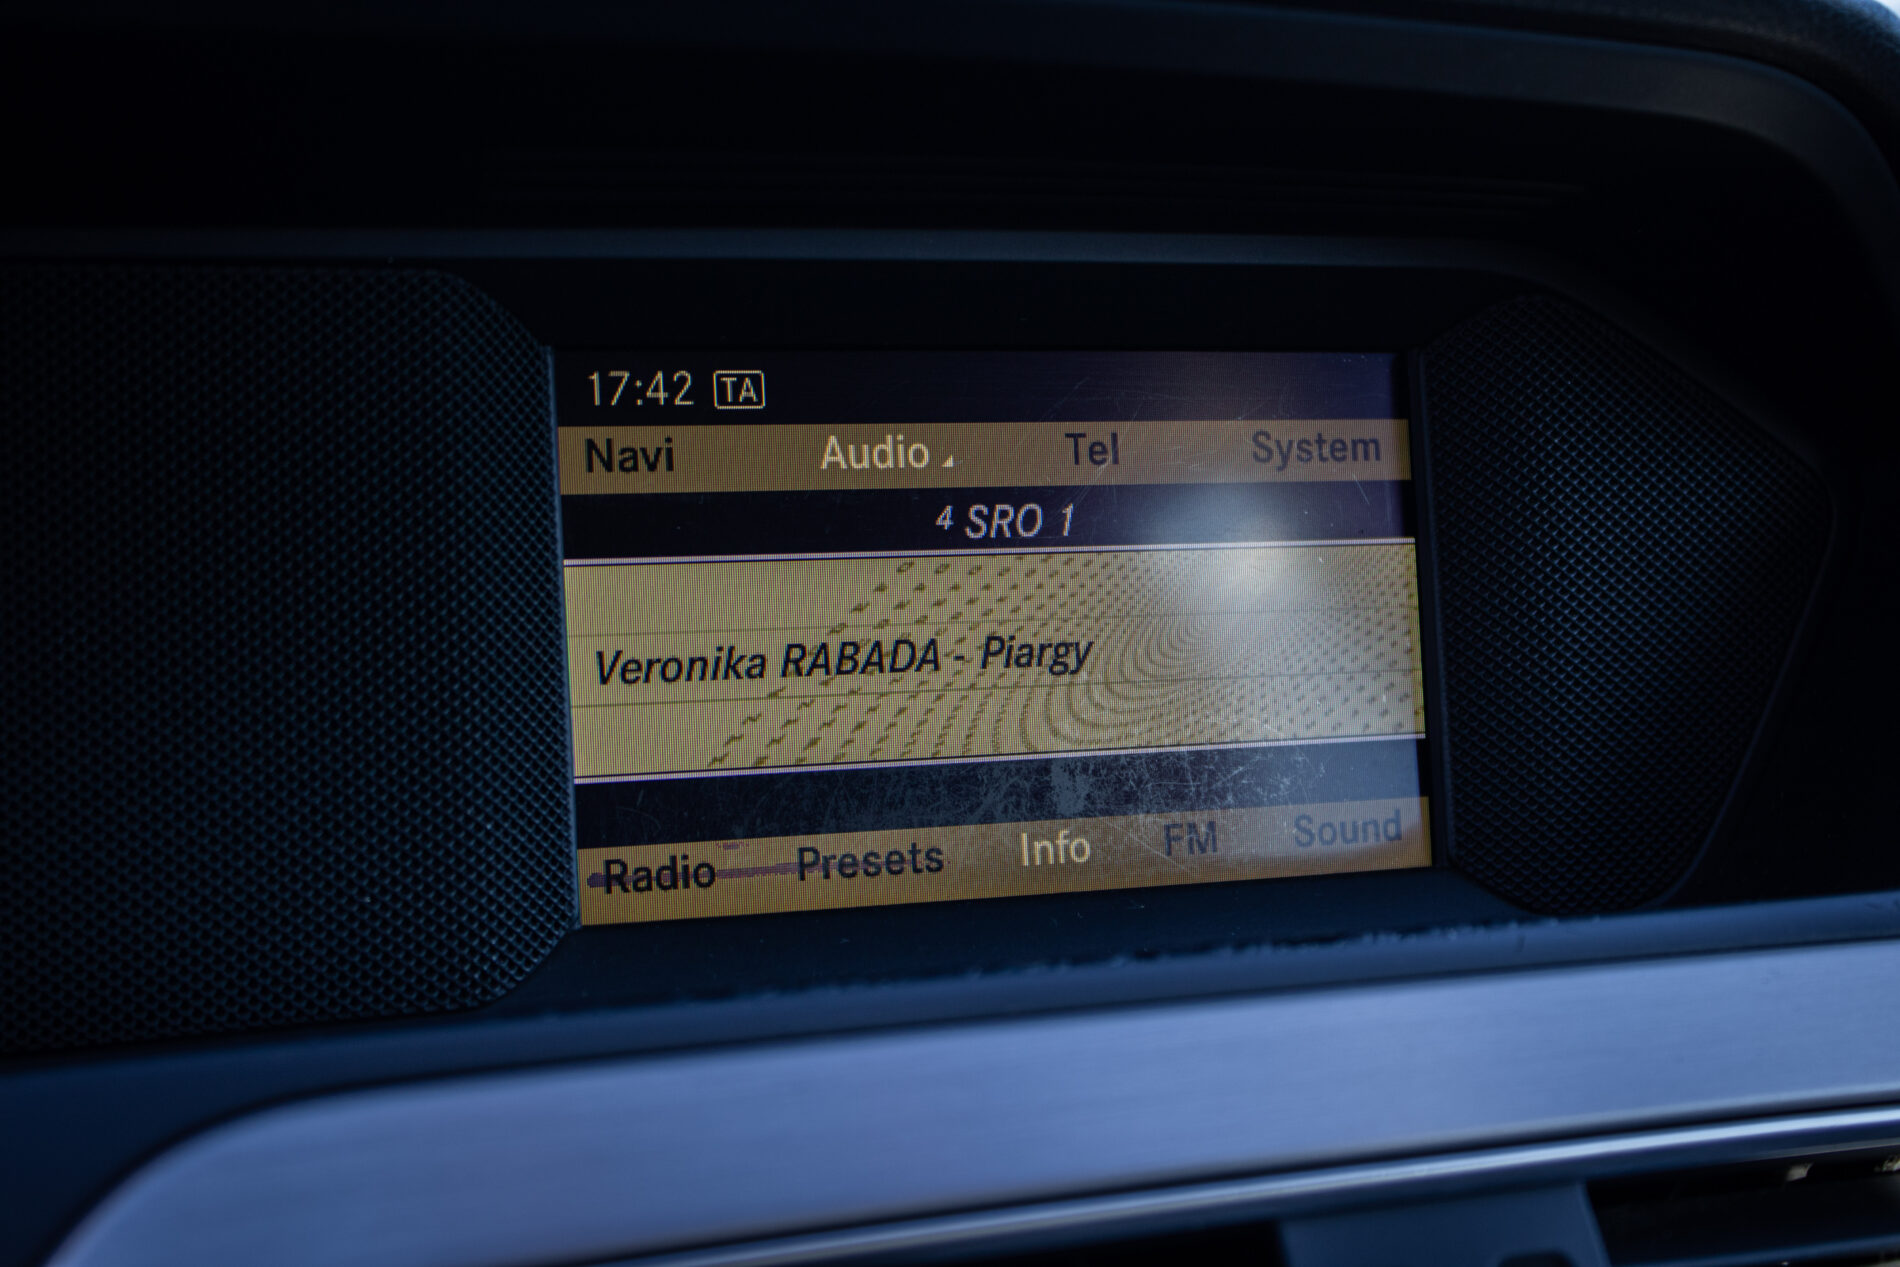 17:42 TA
Navi Audio Tel System
4 SRO 1
Veronika RABADA - Piargy
Radio Presets Info FM Sound